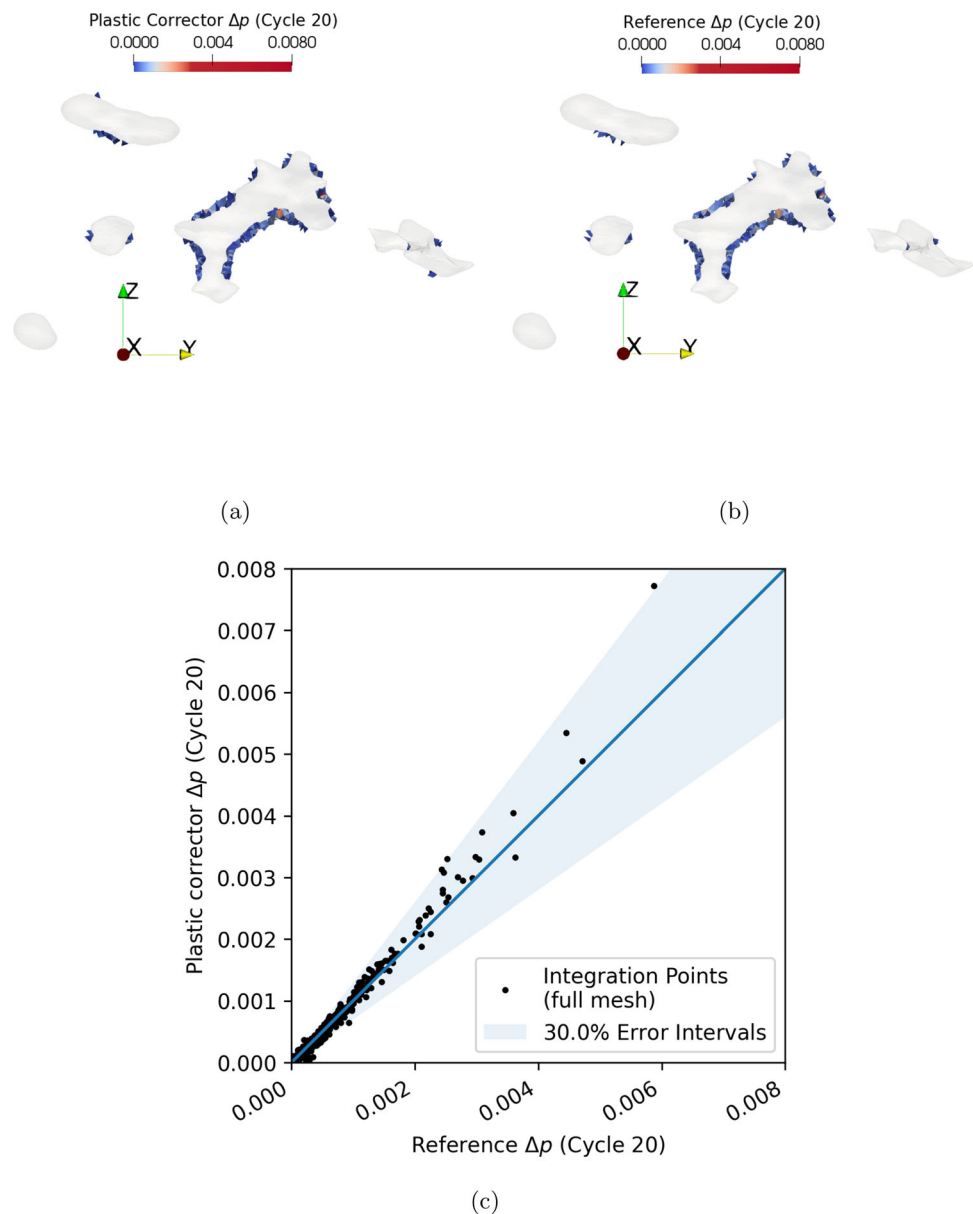 Plastic Corrector Δp (Cycle 20)
0.0000 0.004 0.0080
Z
X
Y
(a)
Reference Δp (Cycle 20)
0.0000 0.004 0.0080
Z
X
Y
(b)
0.008
0.007
0.006
0.005
0.004
0.003
0.002
0.001
0.000
Plastic corrector Δp (Cycle 20)
Integration Points
(full mesh)
30.0% Error Intervals
0.000 0.002 0.004 0.006 0.008
Reference Δp (Cycle 20)
(c)